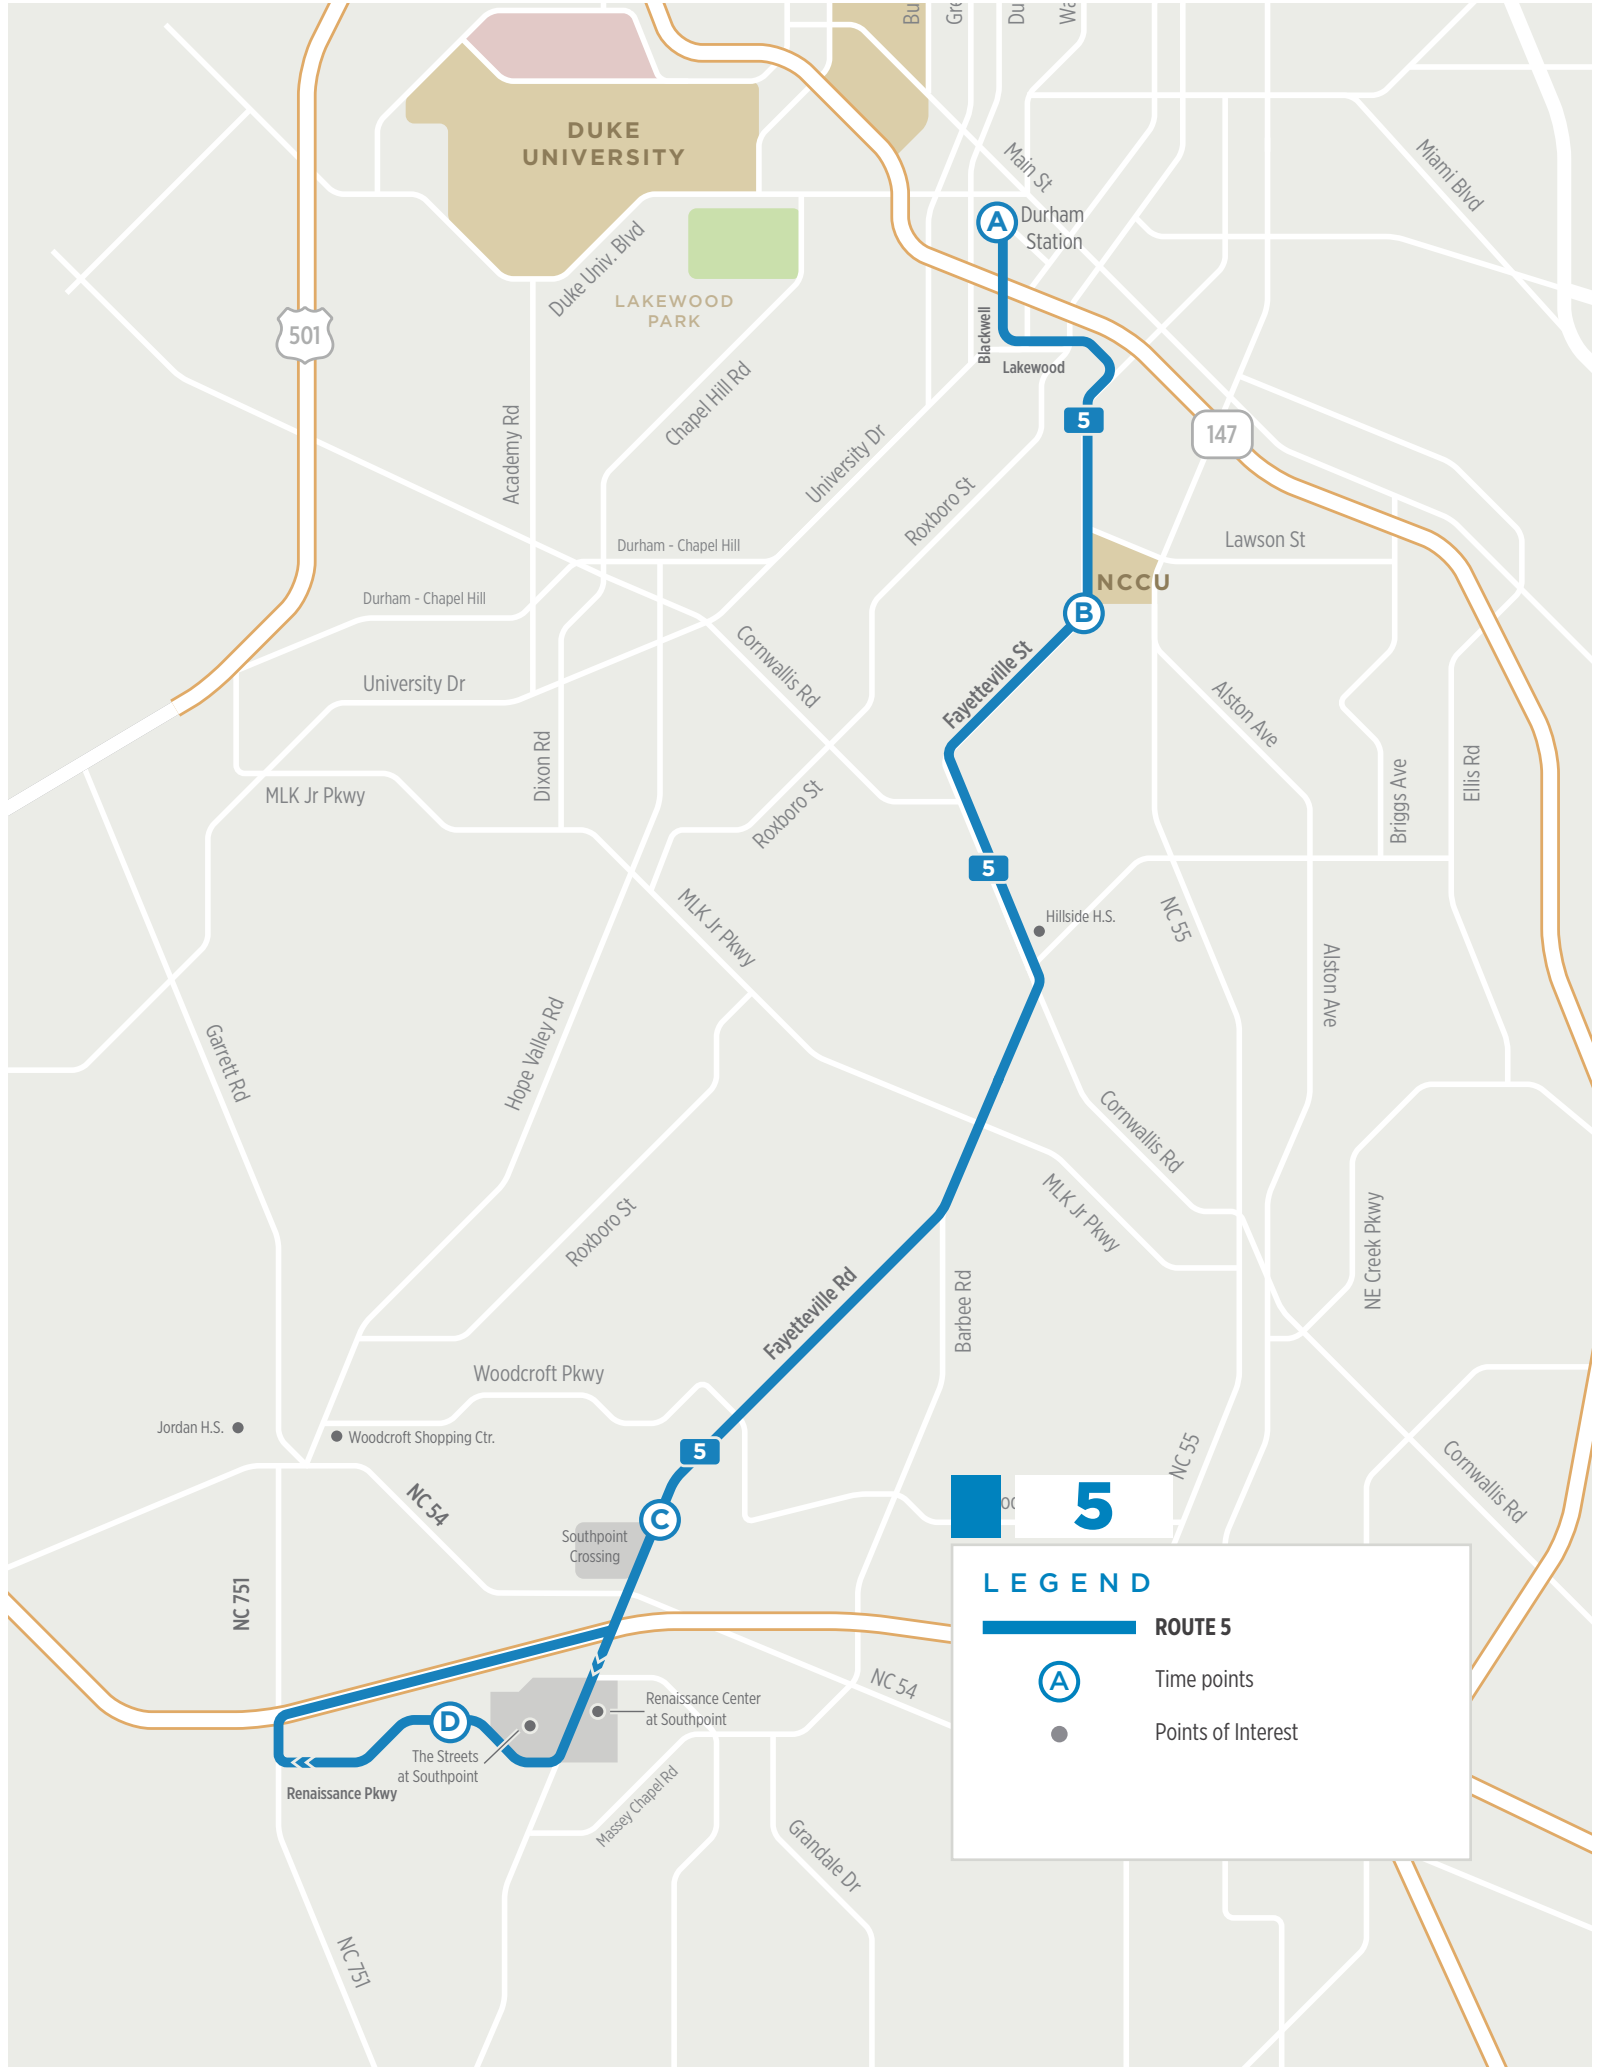 Bu
Gre
Du
Wa
DUKE
UNIVERSITY
Main St
Miami Blvd
A
Durham
Station
Duke Univ. Blvd
LAKEWOOD
PARK
501
Blackwell
Lakewood
Chapel Hill Rd
Academy Rd
5
147
University Dr
Roxboro St
Durham - Chapel Hill
Lawson St
NCCU
Durham - Chapel Hill
B
Cornwallis Rd
Fayetteville St
University Dr
Alston Ave
Dixon Rd
MLK Jr Pkwy
Roxboro St
Briggs Ave
Ellis Rd
5
MLK Jr Pkwy
Hillside H.S.
NC 55
Alston Ave
Garrett Rd
Hope Valley Rd
Cornwallis Rd
MLK Jr Pkwy
Roxboro St
NE Creek Pkwy
Fayetteville Rd
Barbee Rd
Woodcroft Pkwy
Jordan H.S.
Woodcroft Shopping Ctr.
5
NC 55
Cornwallis Rd
NC 54
C
Southpoint
Crossing
5
NC 751
LEGEND
ROUTE 5
A
Time points
Points of Interest
NC 54
Renaissance Center
at Southpoint
D
The Streets
at Southpoint
Renaissance Pkwy
Massey Chapel Rd
Grandale Dr
NC 751